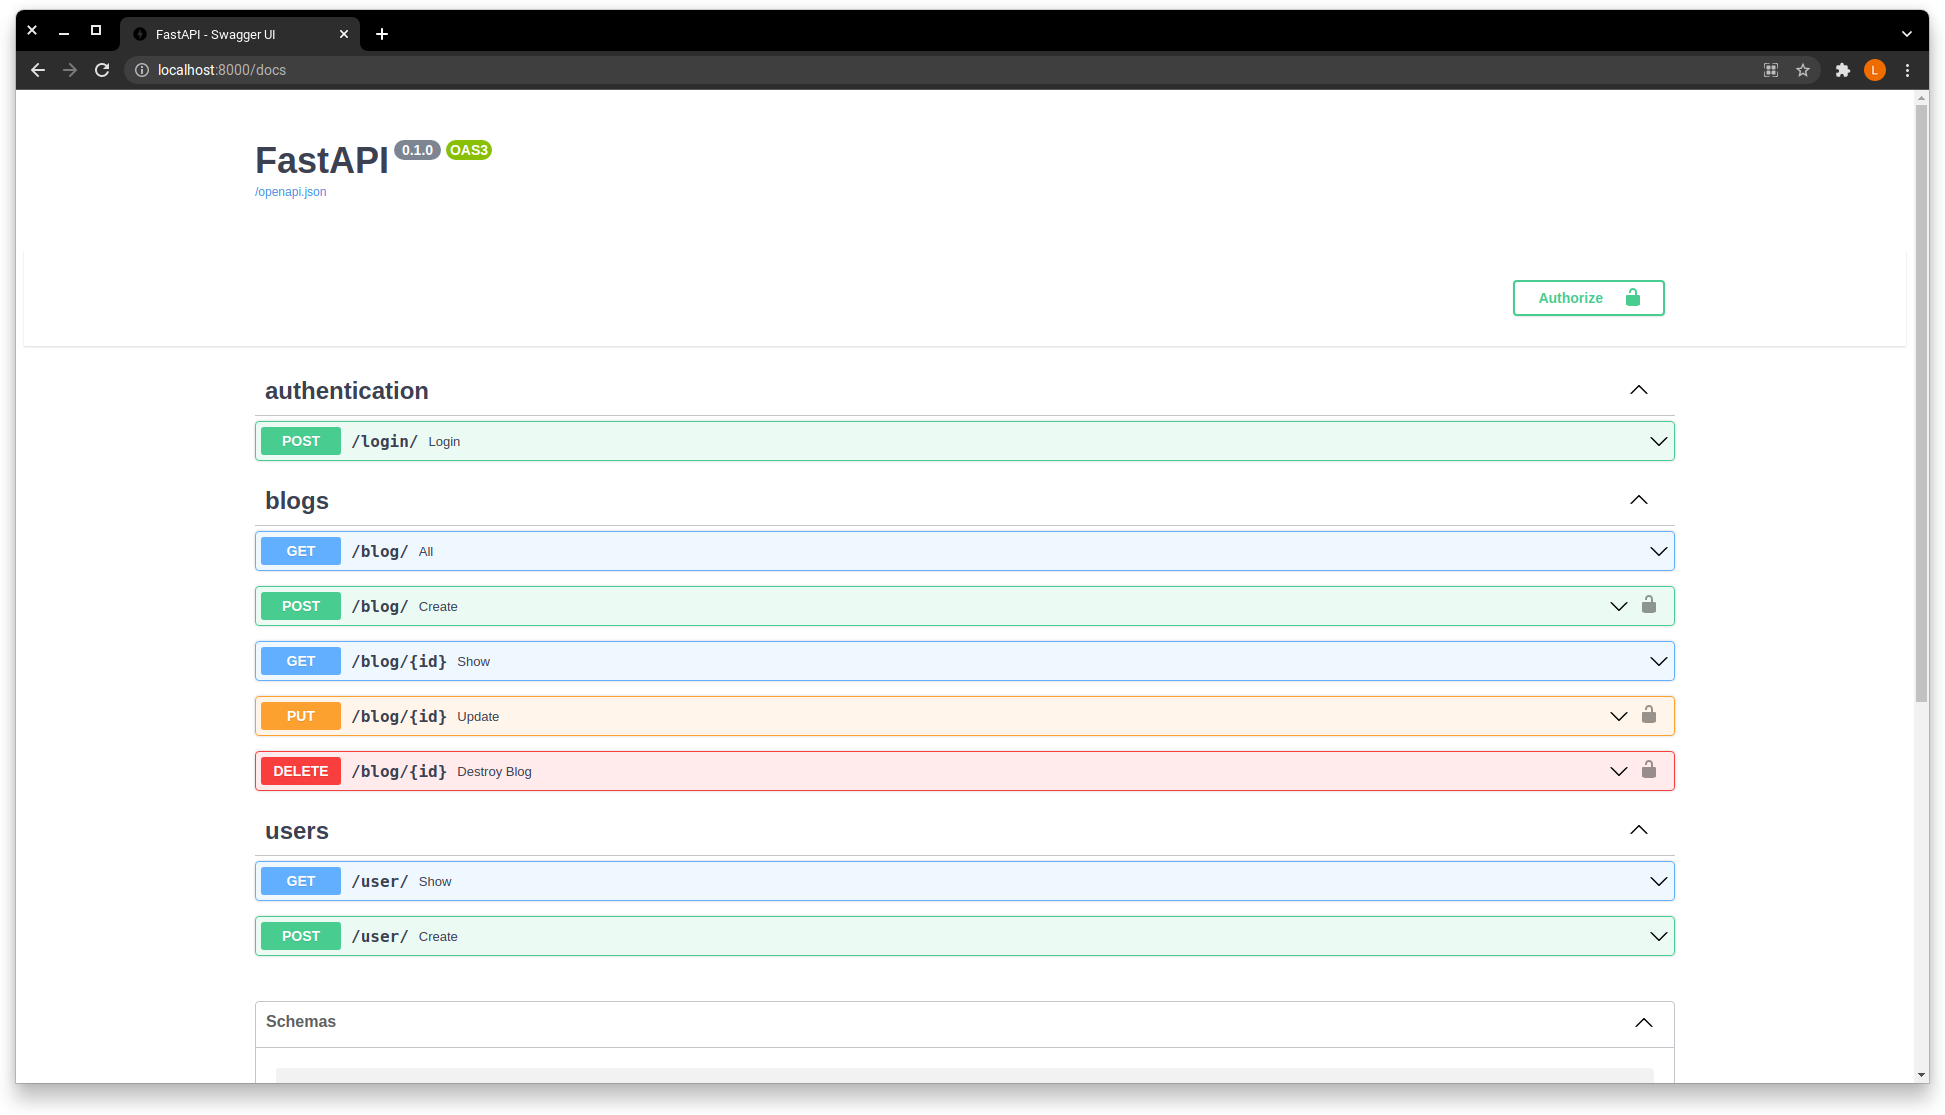 FastAPI - Swagger UI
localhost:8000/docs
L
FastAPI 0.1.0 OAS3
/openapi.json
Authorize
authentication
POST /login/ Login
blogs
GET /blog/ All
POST /blog/ Create
GET /blog/{id} Show
PUT /blog/{id} Update
DELETE /blog/{id} Destroy Blog
users
GET /user/ Show
POST /user/ Create
Schemas